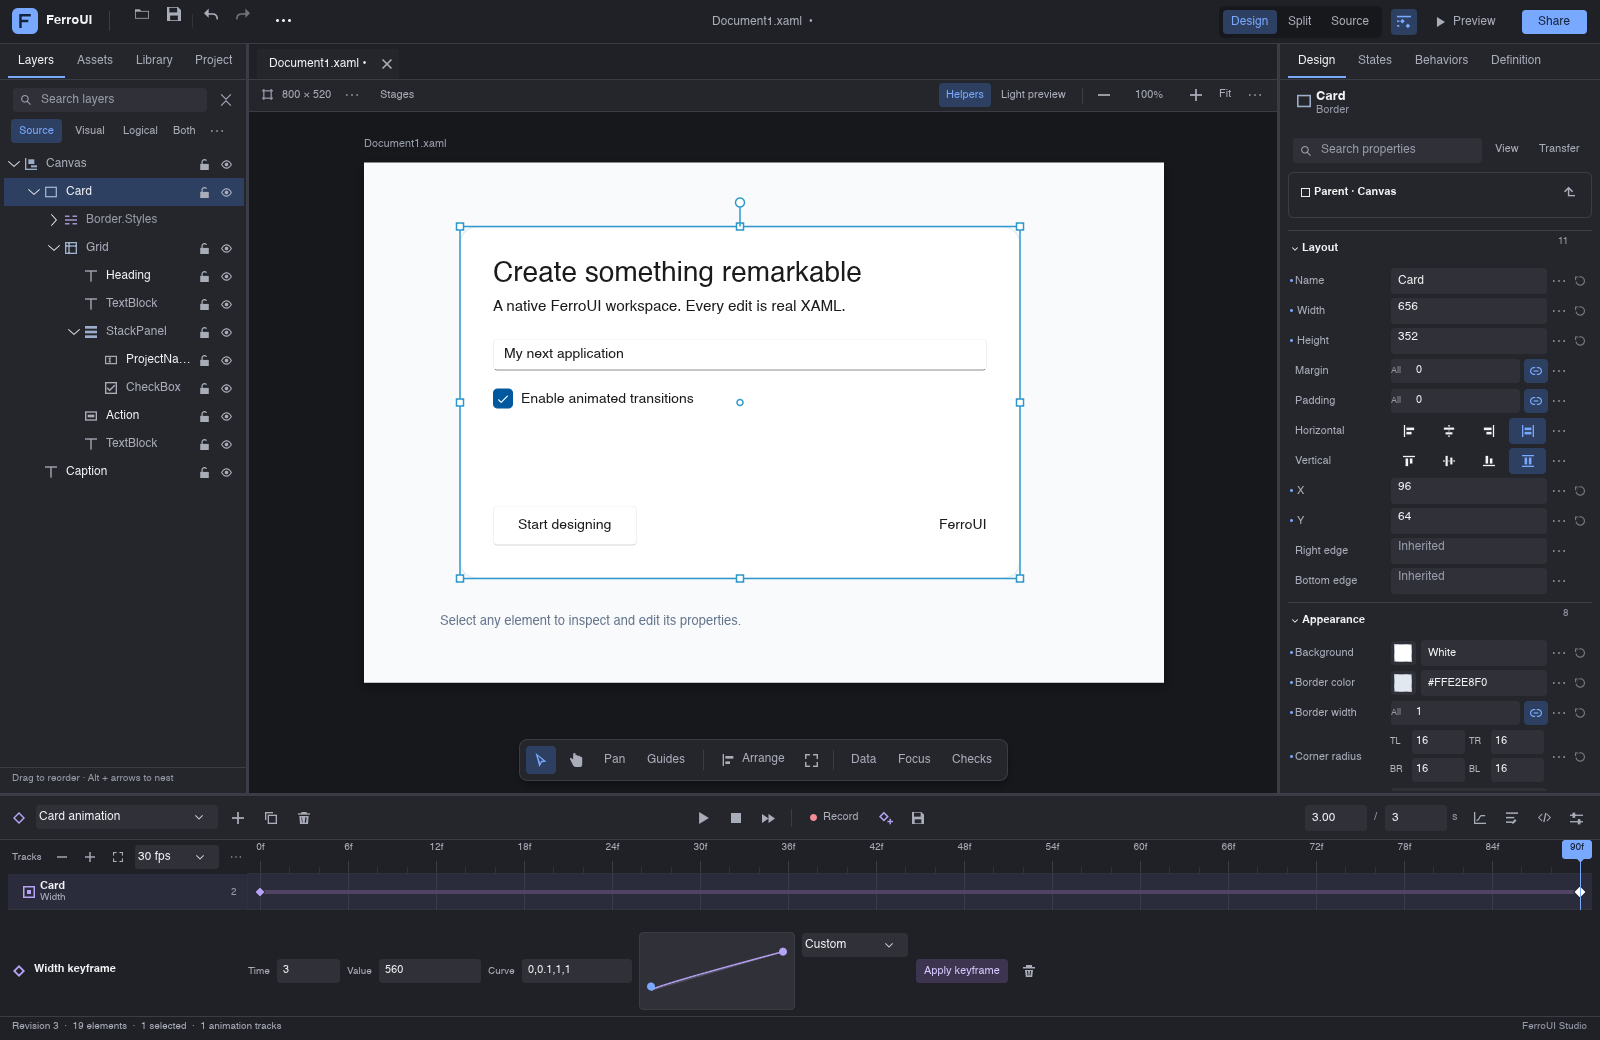 FerroUI
Document1.xaml •
Design Split Source Preview Share
Layers Assets Library Project
Search layers
Source Visual Logical Both
Canvas
Card
Border.Styles
Grid
Heading
TextBlock
StackPanel
ProjectNa...
CheckBox
Action
TextBlock
Caption
Drag to reorder · Alt + arrows to nest
Document1.xaml •
800 × 520 Stages
Helpers Light preview 100% Fit
Document1.xaml
Create something remarkable
A native FerroUI workspace. Every edit is real XAML.
My next application
Enable animated transitions
Start designing FerroUI
Select any element to inspect and edit its properties.
Pan Guides Arrange Data Focus Checks
Design States Behaviors Definition
Card
Border
Search properties View Transfer
Parent · Canvas
Layout 11
Name Card
Width 656
Height 352
Margin All 0
Padding All 0
Horizontal
Vertical
X 96
Y 64
Right edge Inherited
Bottom edge Inherited
Appearance 8
Background White
Border color #FFE2E8F0
Border width All 1
Corner radius TL 16 TR 16
BR 16 BL 16
Card animation Record 3.00 / 3 s
Tracks 30 fps 0f 6f 12f 18f 24f 30f 36f 42f 48f 54f 60f 66f 72f 78f 84f 90f
Card
Width 2
Width keyframe Time 3 Value 560 Curve 0,0.1,1,1 Custom Apply keyframe
Revision 3 · 19 elements · 1 selected · 1 animation tracks FerroUI Studio